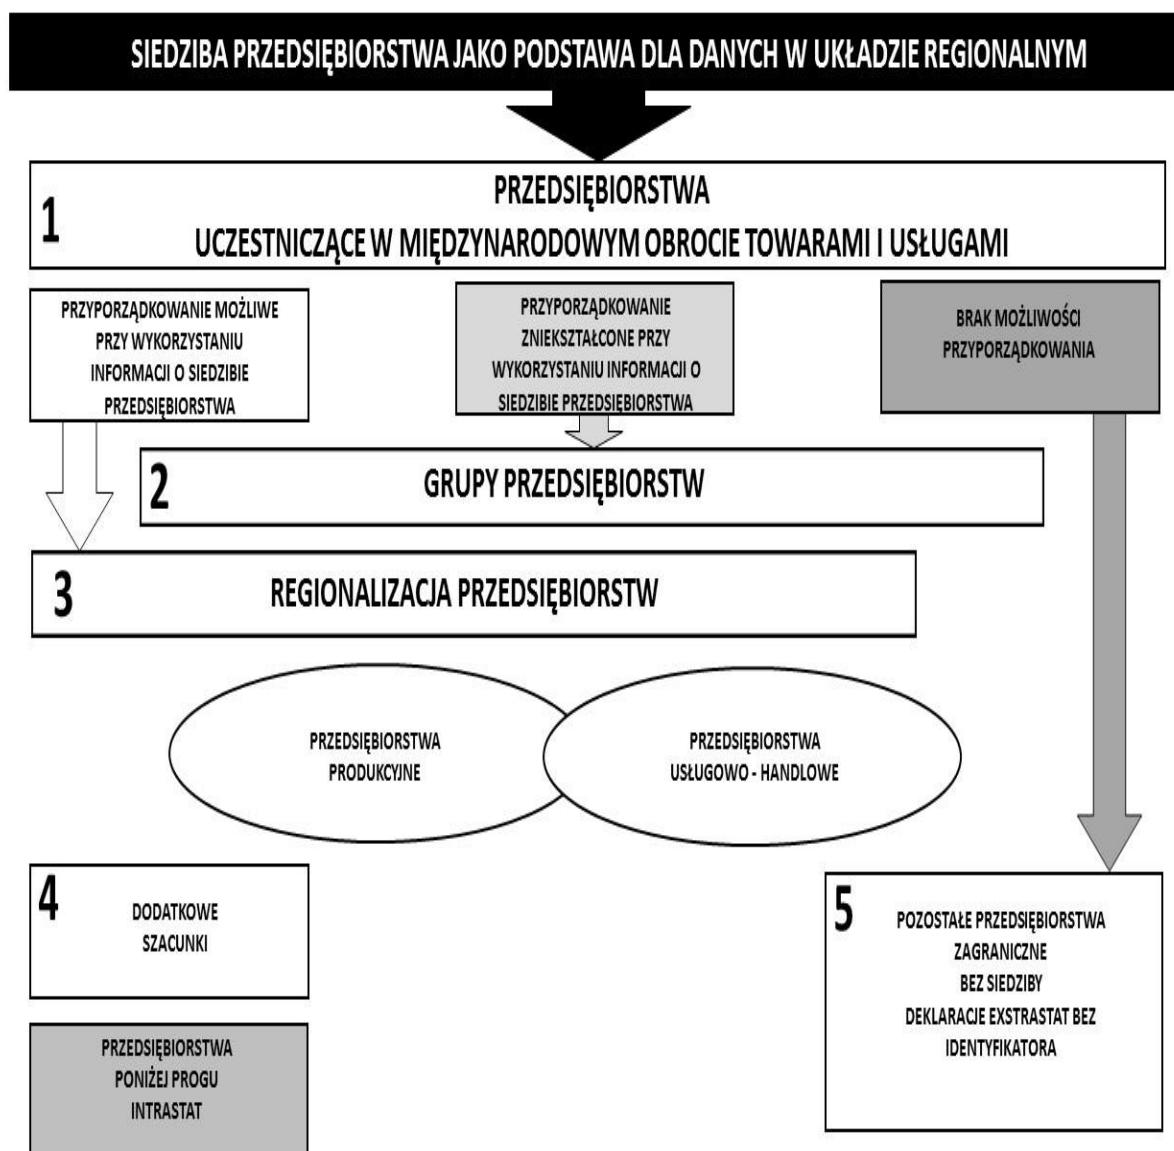 SIEDZIBA PRZEDSIĘBIORSTWA JAKO PODSTAWA DLA DANYCH W UKŁADZIE REGIONALNYM
1
PRZEDSIĘBIORSTWA
UCZESTNICZĄCE W MIĘDZYNARODOWYM OBROCIE TOWARAMI I USŁUGAMI
PRZYPORZĄDKOWANIE MOŻLIWE
PRZY WYKORZYSTANIU
INFORMACJI O SIEDZIBIE
PRZEDSIĘBIORSTWA
PRZYPORZĄDKOWANIE
ZNIEKSZTAŁCONE PRZY
WYKORZYSTANIU INFORMACJI O
SIEDZIBIE PRZEDSIĘBIORSTWA
BRAK MOŻLIWOŚCI
PRZYPORZĄDKOWANIA
2
GRUPY PRZEDSIĘBIORSTW
3
REGIONALIZACJA PRZEDSIĘBIORSTW
PRZEDSIĘBIORSTWA
PRODUKCYJNE
PRZEDSIĘBIORSTWA
USŁUGOWO - HANDLOWE
4
DODATKOWE
SZACUNKI
5
POZOSTAŁE PRZEDSIĘBIORSTWA
ZAGRANICZNE
BEZ SIEDZIBY
DEKLARACJE EXSTRASTAT BEZ
IDENTYFIKATORA
PRZEDSIĘBIORSTWA
PONIŻEJ PROGU
INTRASTAT